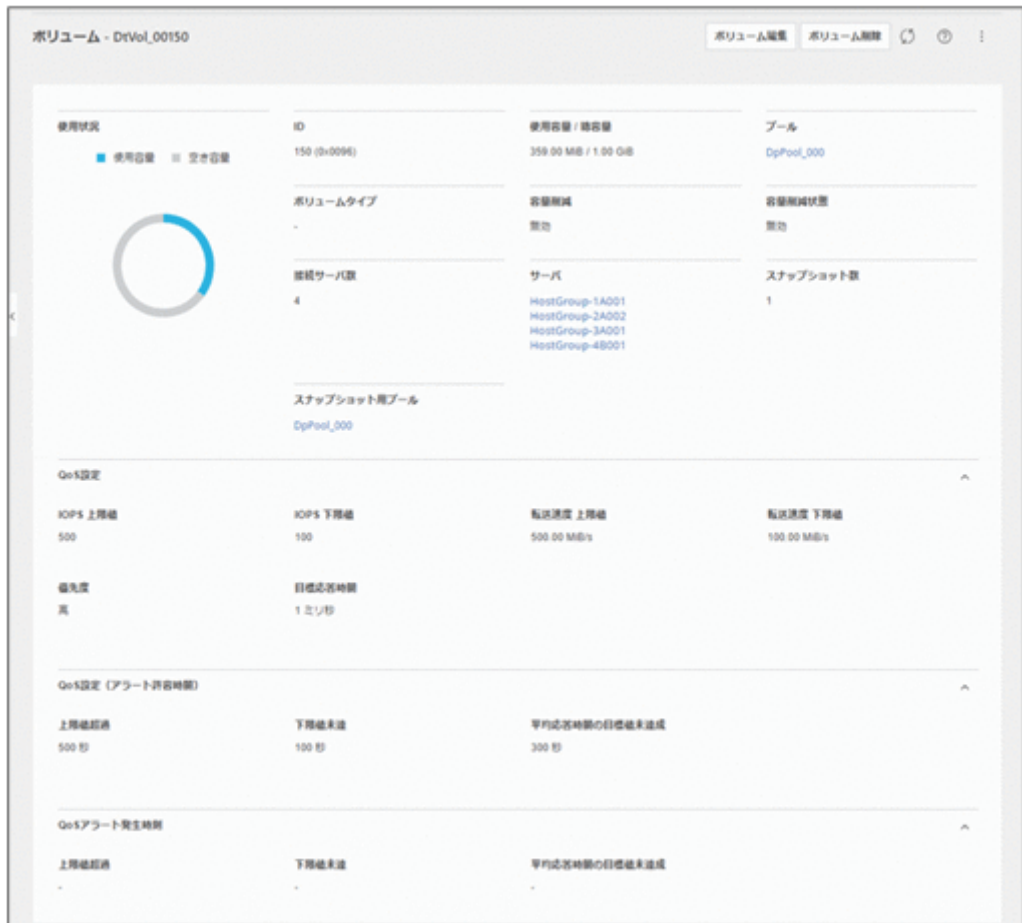 ボリューム - DtVol_00150
ボリューム編集 ボリューム削除
使用状況
使用容量 空き容量
ID
150 (0x0096)
使用容量 / 総容量
359.00 MiB / 1.00 GiB
プール
DpPool_000
ボリュームタイプ
-
容量削減
無効
容量削減状態
無効
接続サーバ数
4
サーバ
HostGroup-1A001
HostGroup-2A002
HostGroup-3A001
HostGroup-4B001
スナップショット数
1
スナップショット用プール
DpPool_000
QoS設定
IOPS 上限値
500
IOPS 下限値
100
転送速度 上限値
500.00 MiB/s
転送速度 下限値
100.00 MiB/s
優先度
高
目標応答時間
1 ミリ秒
QoS設定 (アラート許容時間)
上限値超過
500 秒
下限値未達
100 秒
平均応答時間の目標値未達成
300 秒
QoSアラート発生時刻
上限値超過
-
下限値未達
-
平均応答時間の目標値未達成
-